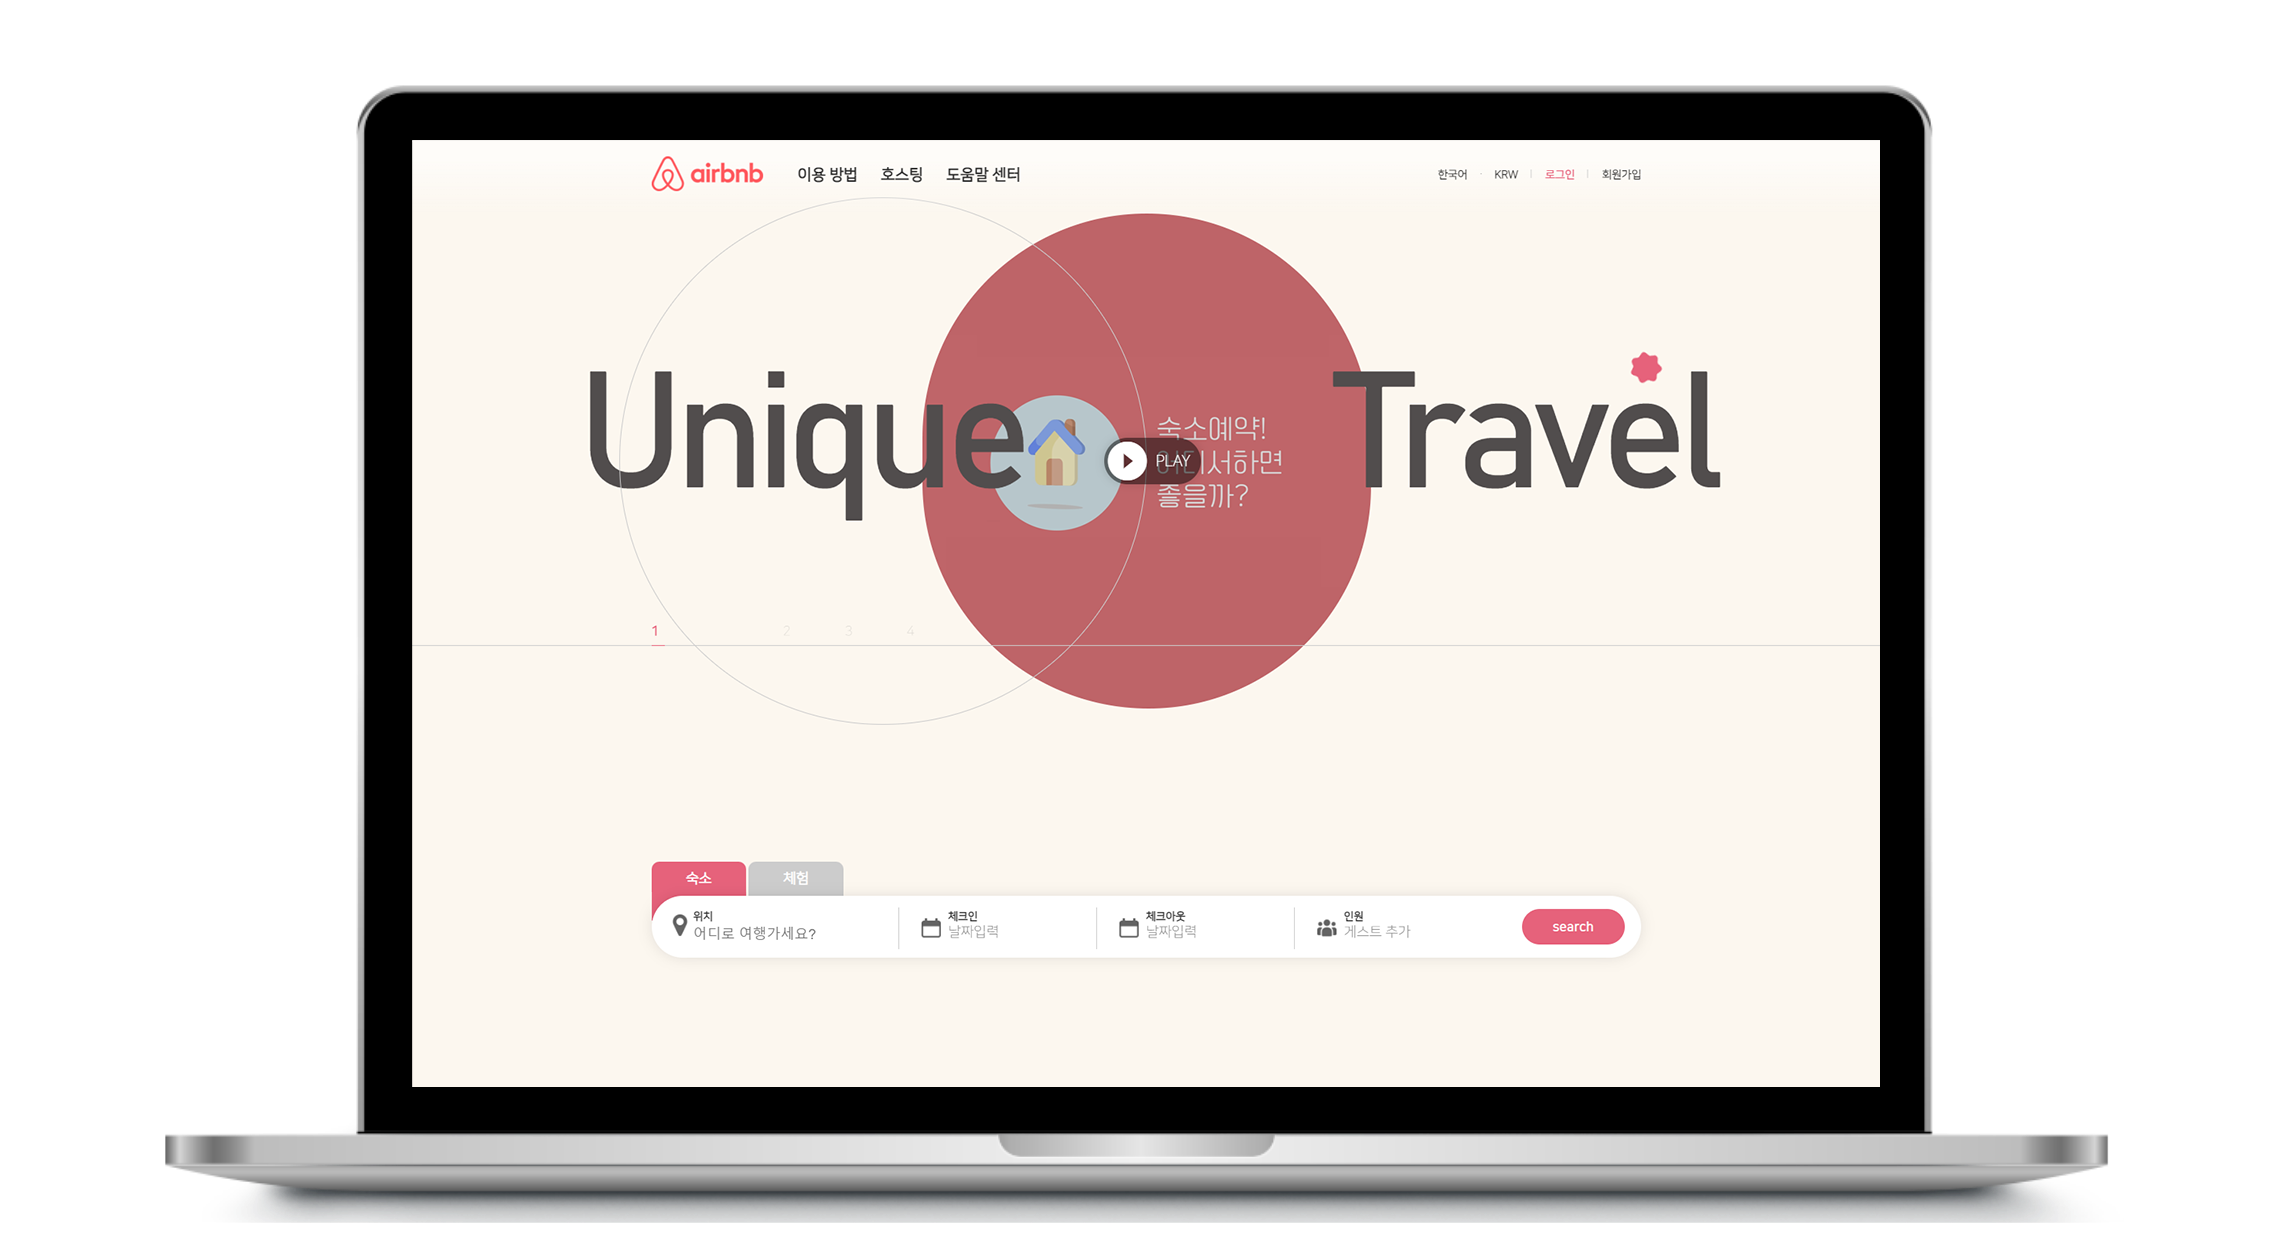 airbnb 이용 방법 호스팅 도움말 센터 한국어 KRW 로그인 회원가입
Unique Travel
숙소예약!
어디서하면
좋을까?
PLAY
1 2 3 4
숙소 체험
위치 체크인 체크아웃 인원
어디로 여행가세요? 날짜입력 날짜입력 게스트 추가
search